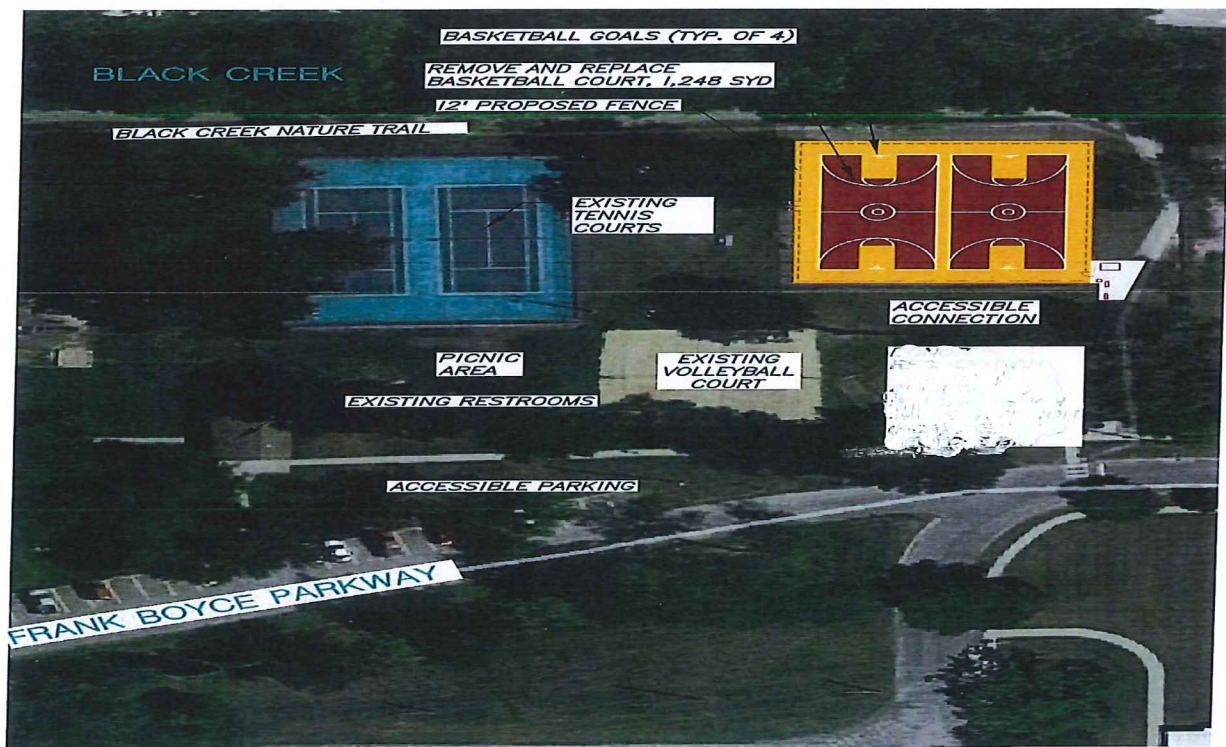 BASKETBALL GOALS (TYP. OF 4)
BLACK CREEK
REMOVE AND REPLACE
BASKETBALL COURT, 1,248 SYD
12' PROPOSED FENCE
BLACK CREEK NATURE TRAIL
EXISTING
TENNIS
COURTS
ACCESSIBLE
CONNECTION
PICNIC
AREA
EXISTING
VOLLEYBALL
COURT
EXISTING RESTROOMS
ACCESSIBLE PARKING
FRANK BOYCE PARKWAY